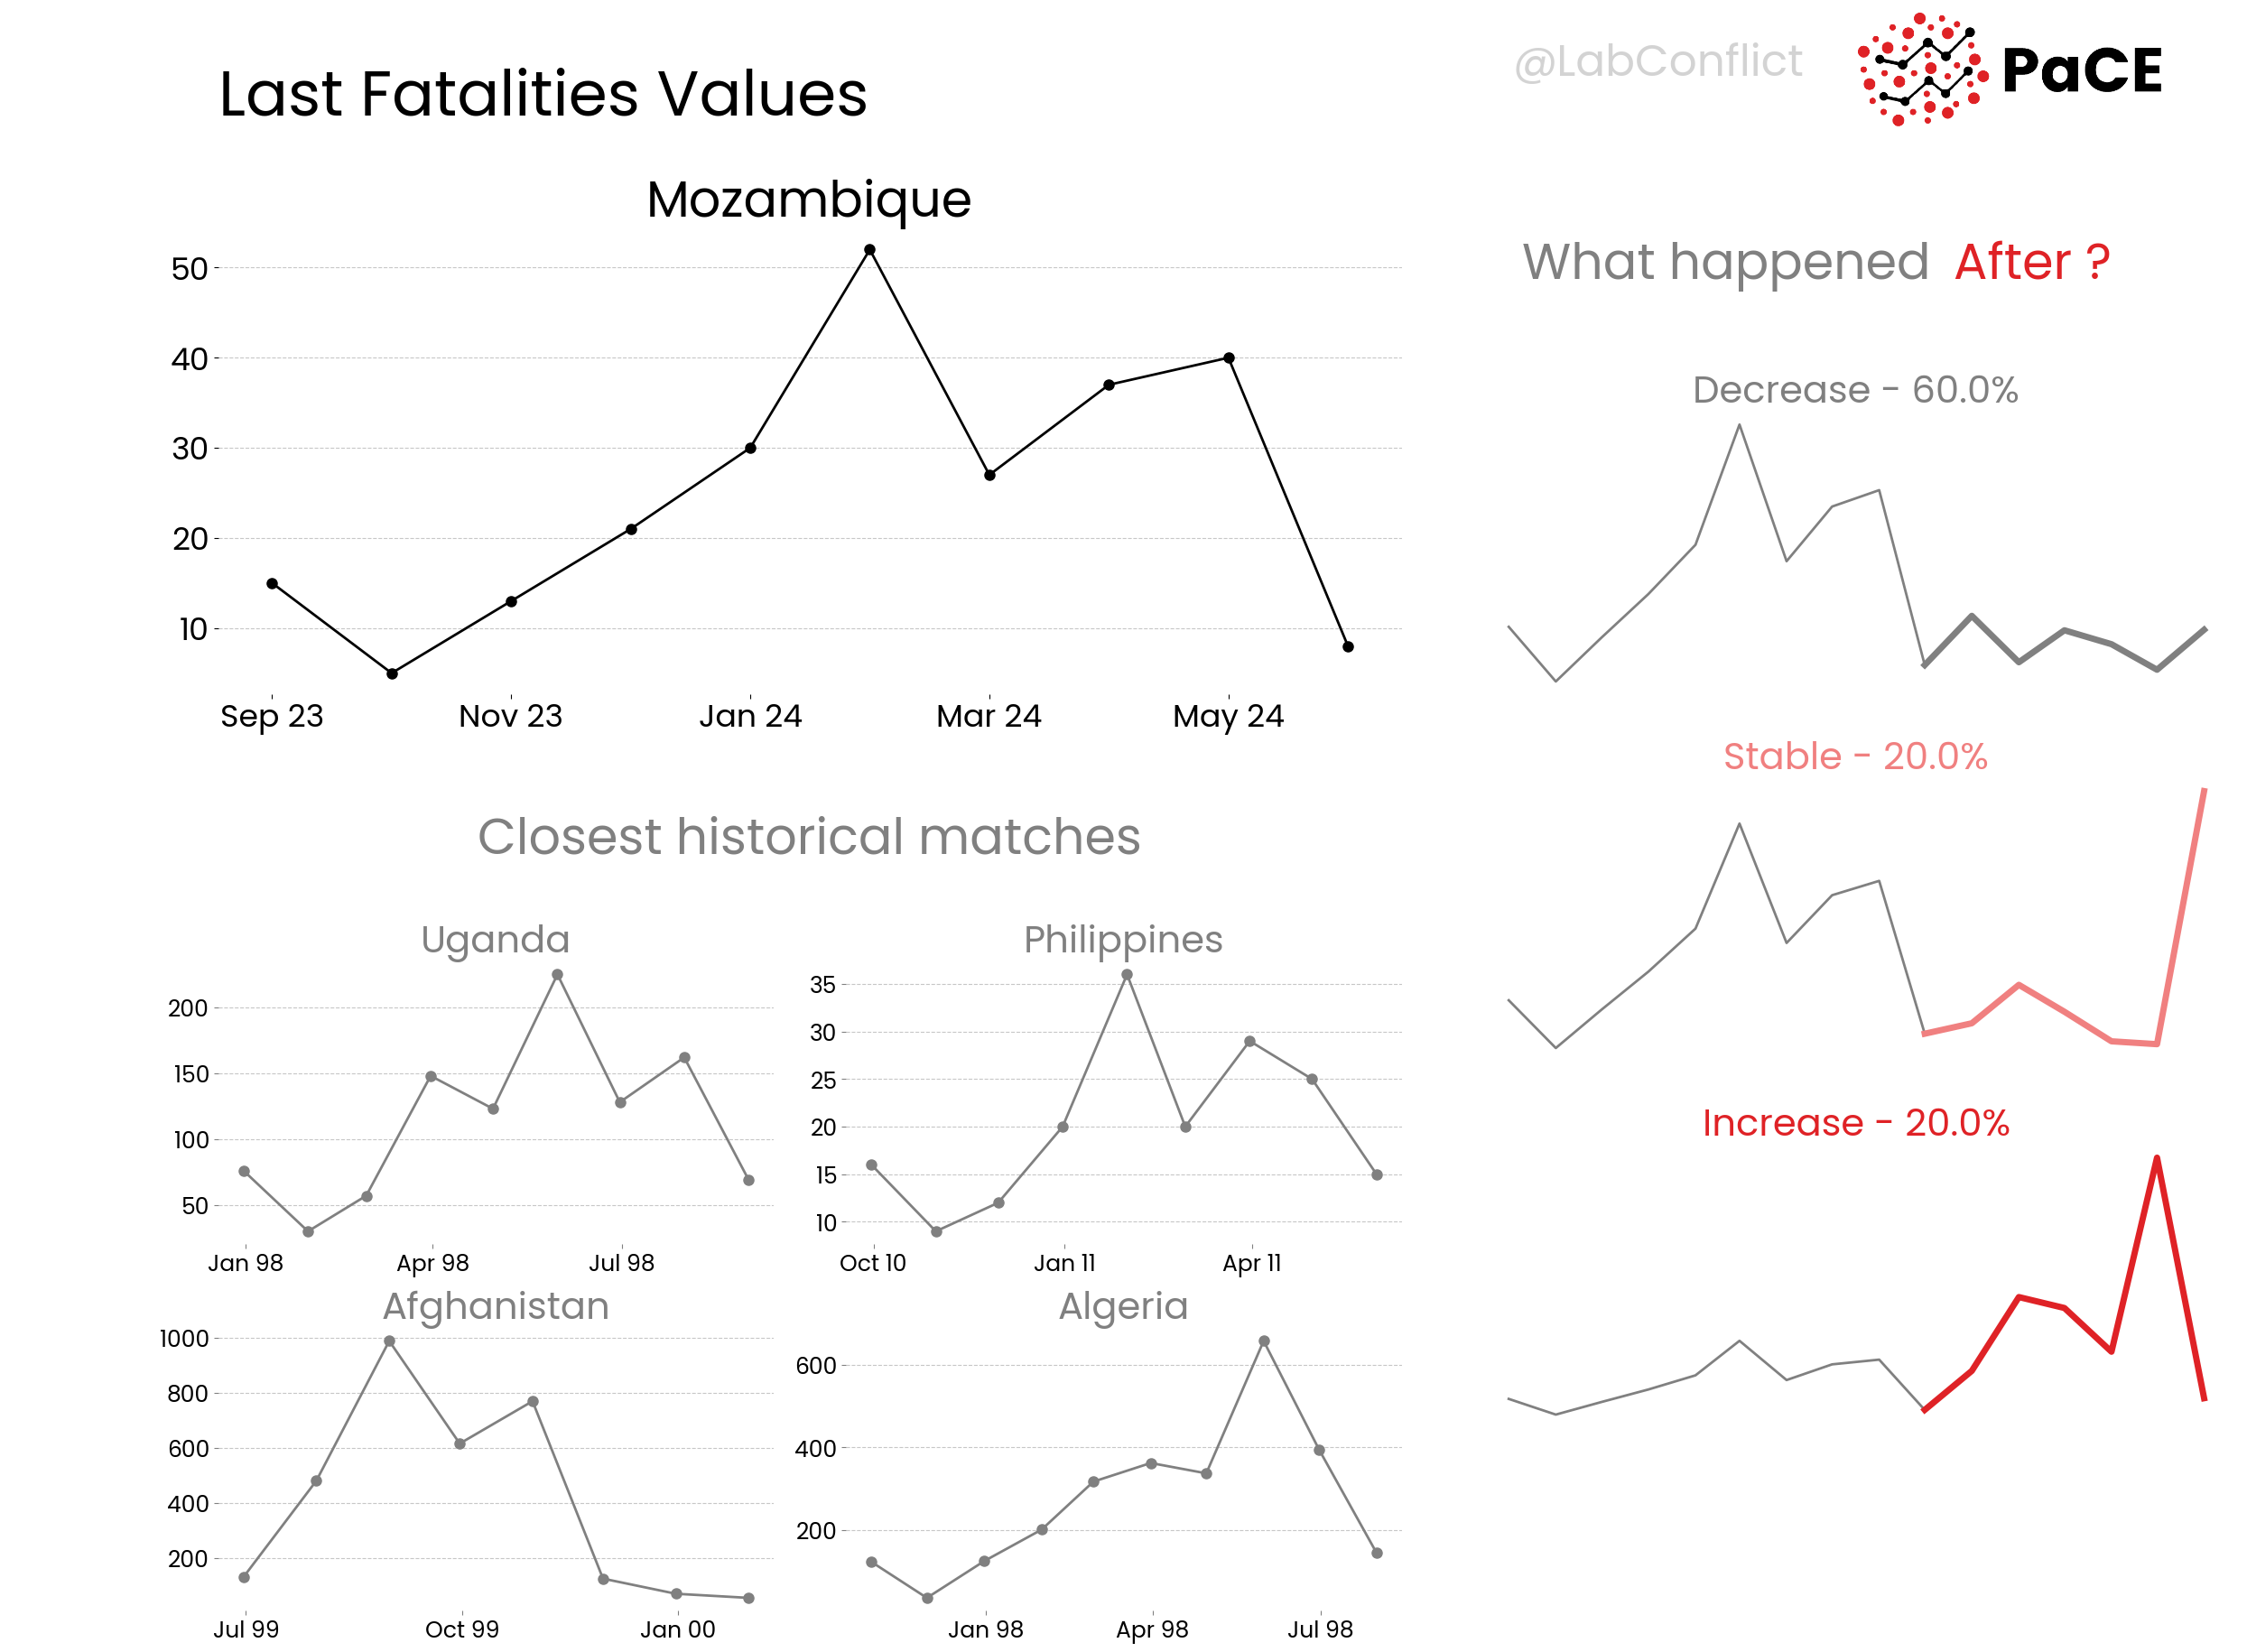 @LabConflict
PaCE
Last Fatalities Values
Mozambique
50
40
30
20
10
Sep 23 Nov 23 Jan 24 Mar 24 May 24
What happened After ?
Decrease - 60.0%
Stable - 20.0%
Increase - 20.0%
Closest historical matches
Uganda
200
150
100
50
Jan 98 Apr 98 Jul 98
Philippines
35
30
25
20
15
10
Oct 10 Jan 11 Apr 11
Afghanistan
1000
800
600
400
200
Jul 99 Oct 99 Jan 00
Algeria
600
400
200
Jan 98 Apr 98 Jul 98